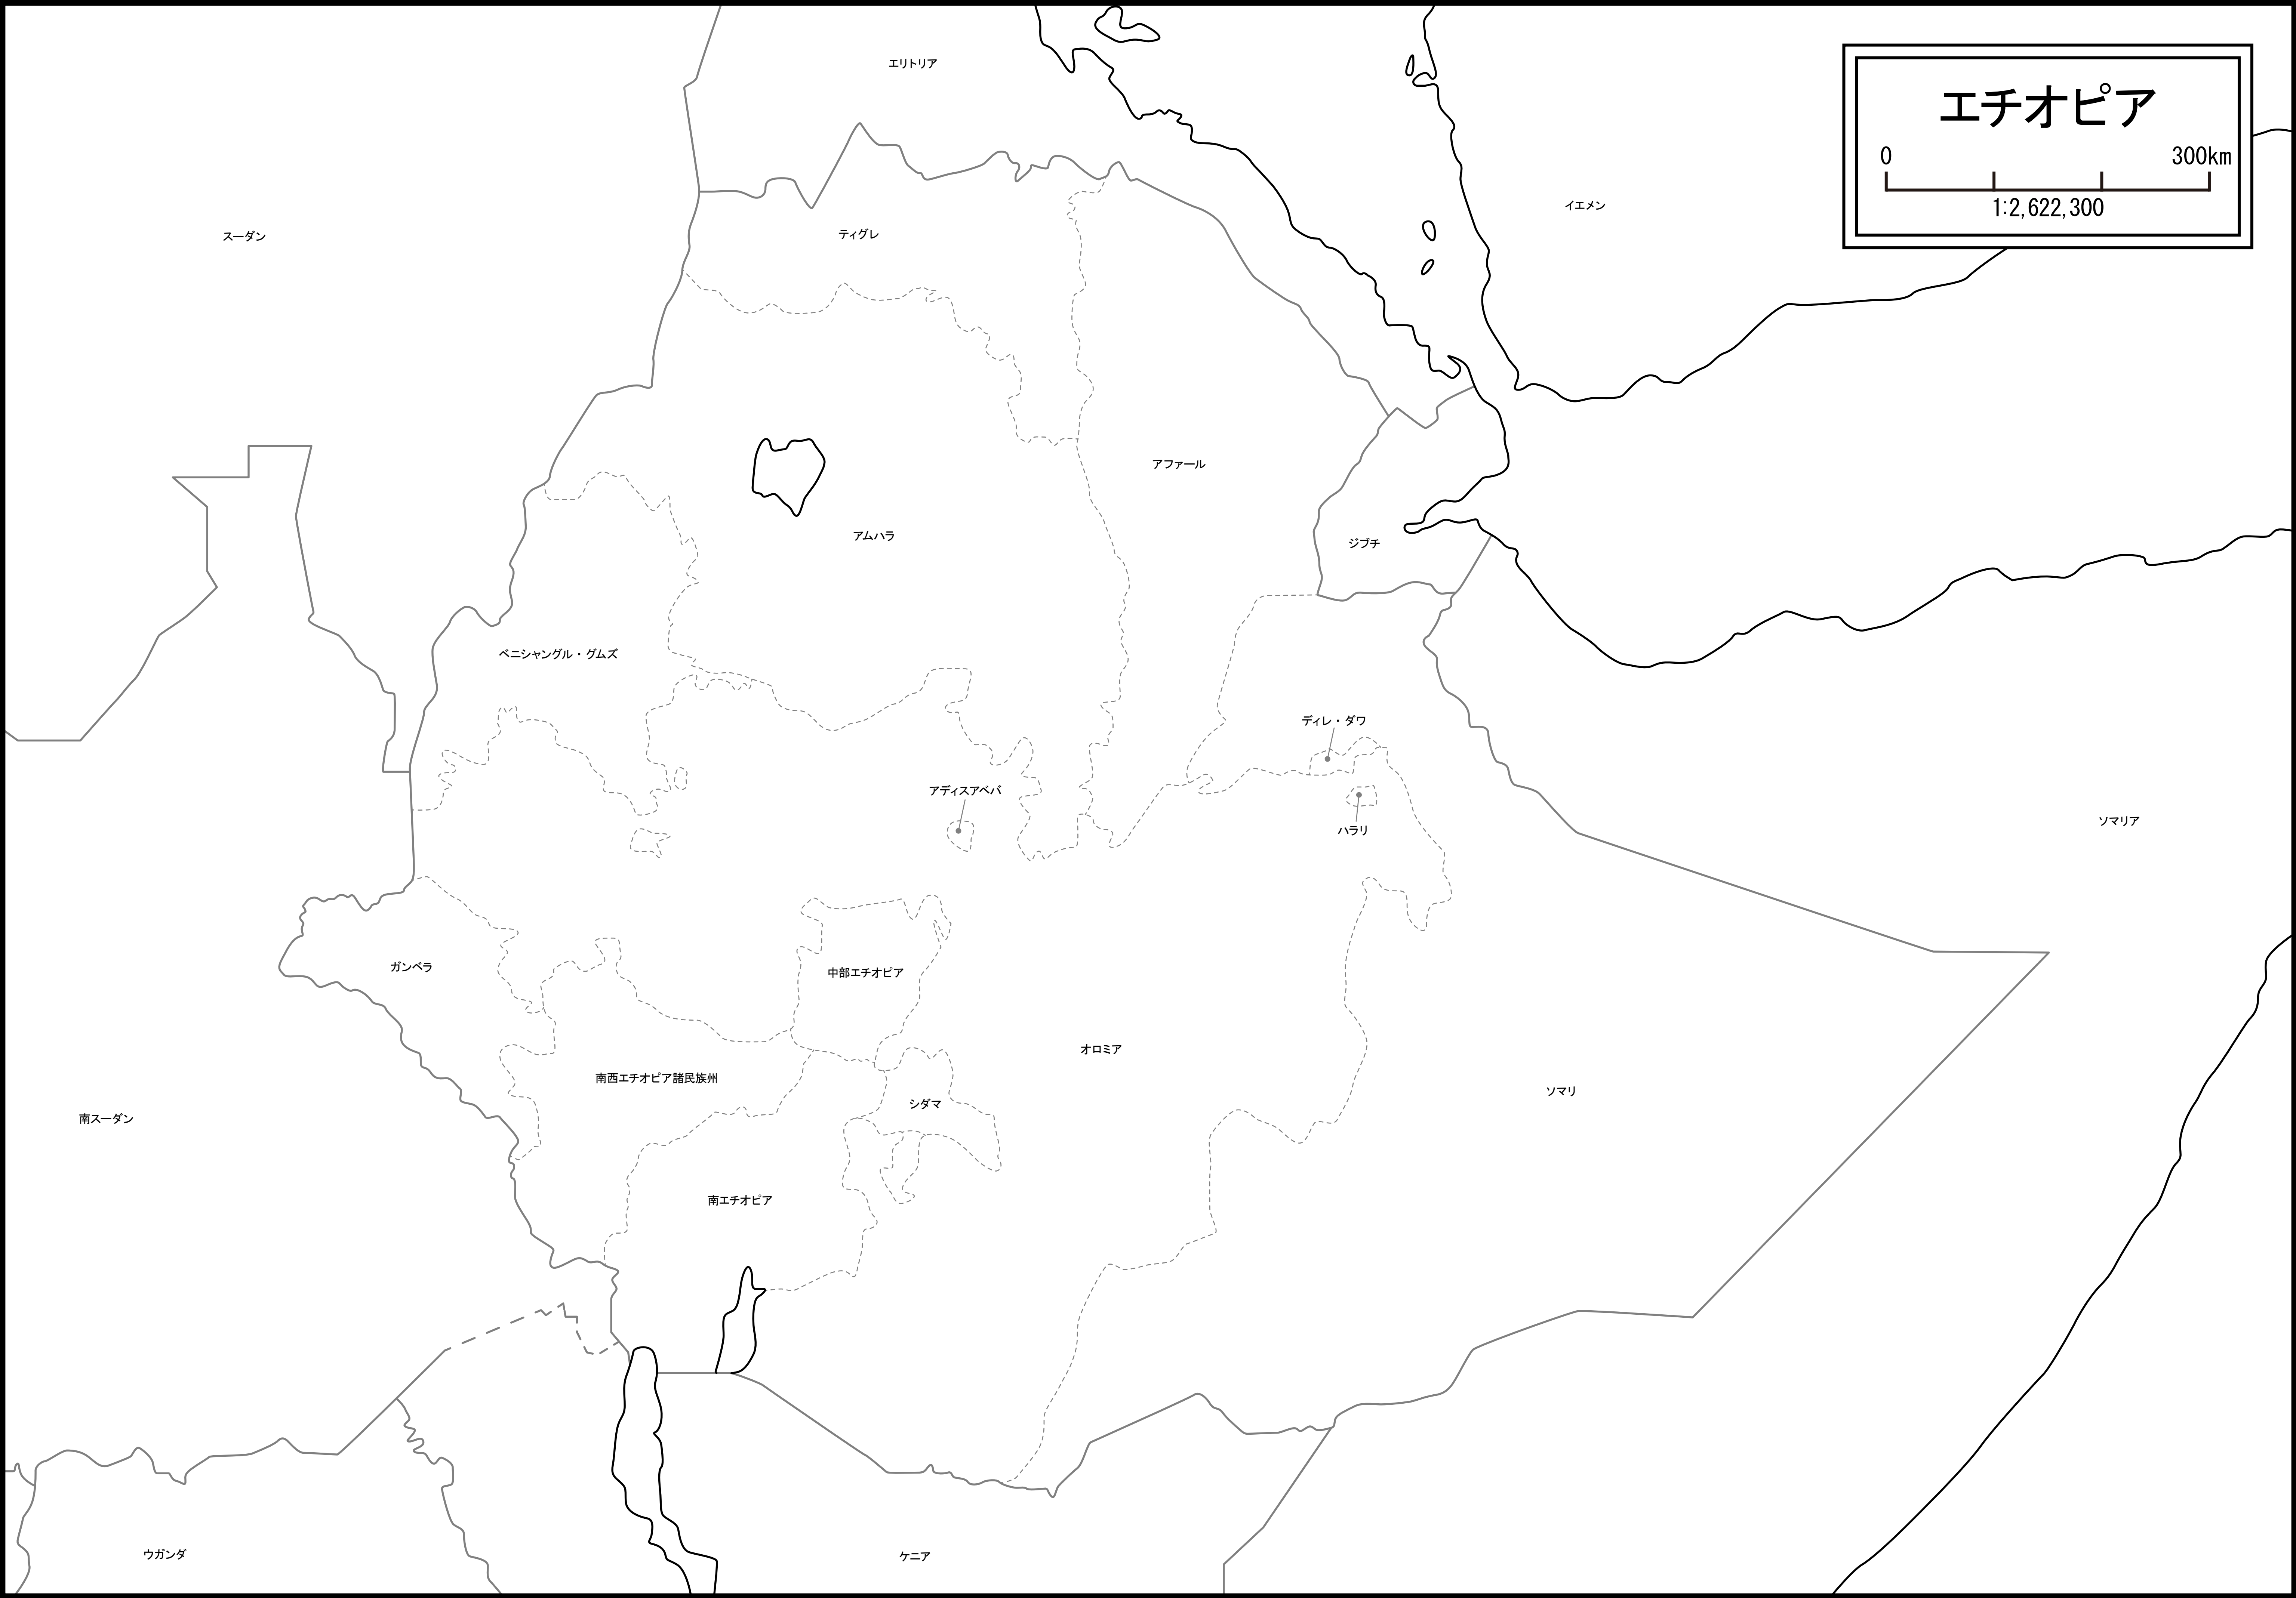 エチオピア
0 300km
1:2,622,300
エリトリア
イエメン
スーダン
ティグレ
アファール
アムハラ
ジブチ
ベニシャングル・グムズ
ディレ・ダワ
アディスアベバ
ハラリ
ソマリア
ガンベラ
中部エチオピア
オロミア
南西エチオピア諸民族州
ソマリ
シダマ
南スーダン
南エチオピア
ウガンダ
ケニア